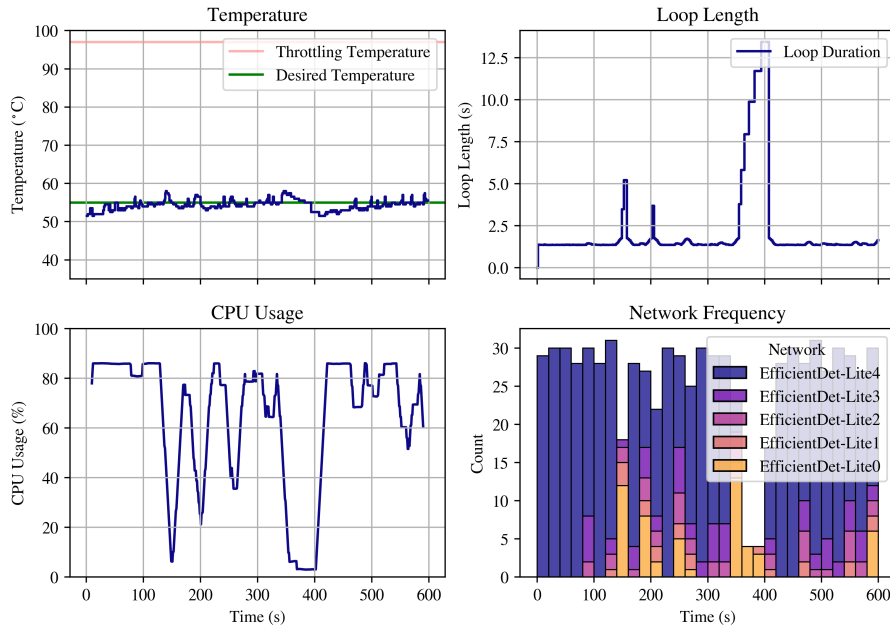 Temperature
100
90
80
70
60
50
40
Temperature (°C)
Throttling Temperature
Desired Temperature
Loop Length
12.5
10.0
7.5
5.0
2.5
0.0
Loop Length (s)
Loop Duration
CPU Usage
100
80
60
40
20
0
CPU Usage (%)
0 100 200 300 400 500 600
Time (s)
Network Frequency
30
25
20
15
10
5
0
Count
Network
EfficientDet-Lite4
EfficientDet-Lite3
EfficientDet-Lite2
EfficientDet-Lite1
EfficientDet-Lite0
0 100 200 300 400 500 600
Time (s)